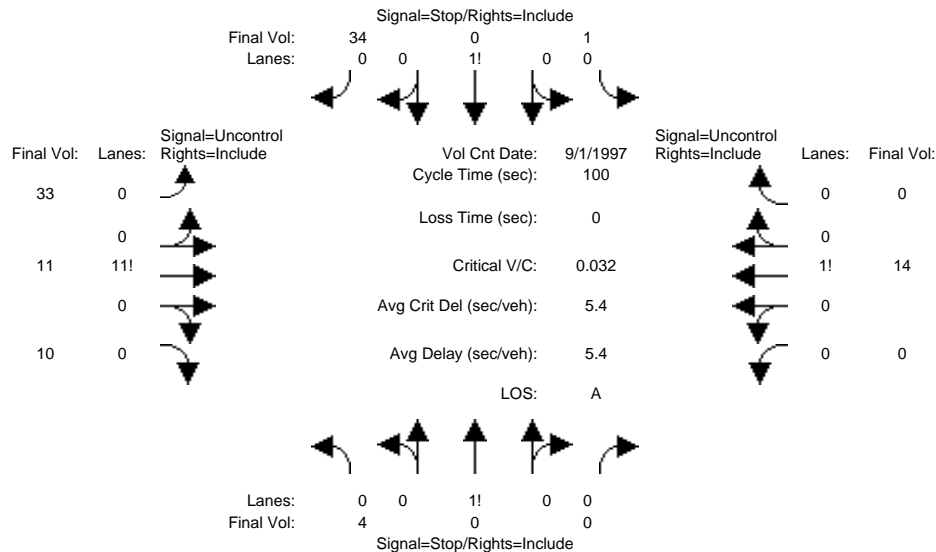 Signal=Stop/Rights=Include
Final Vol: 34 0 1
Lanes: 0 0 1! 0 0
Signal=Uncontrol Signal=Uncontrol
Final Vol: Lanes: Rights=Include Vol Cnt Date: 9/1/1997 Rights=Include Lanes: Final Vol:
Cycle Time (sec): 100
33 0 0 0
Loss Time (sec): 0
0 0
11 11! Critical V/C: 0.032 1! 14
0 Avg Crit Del (sec/veh): 5.4 0
10 0 Avg Delay (sec/veh): 5.4 0 0
LOS: A
Lanes: 0 0 1! 0 0
Final Vol: 4 0 0
Signal=Stop/Rights=Include